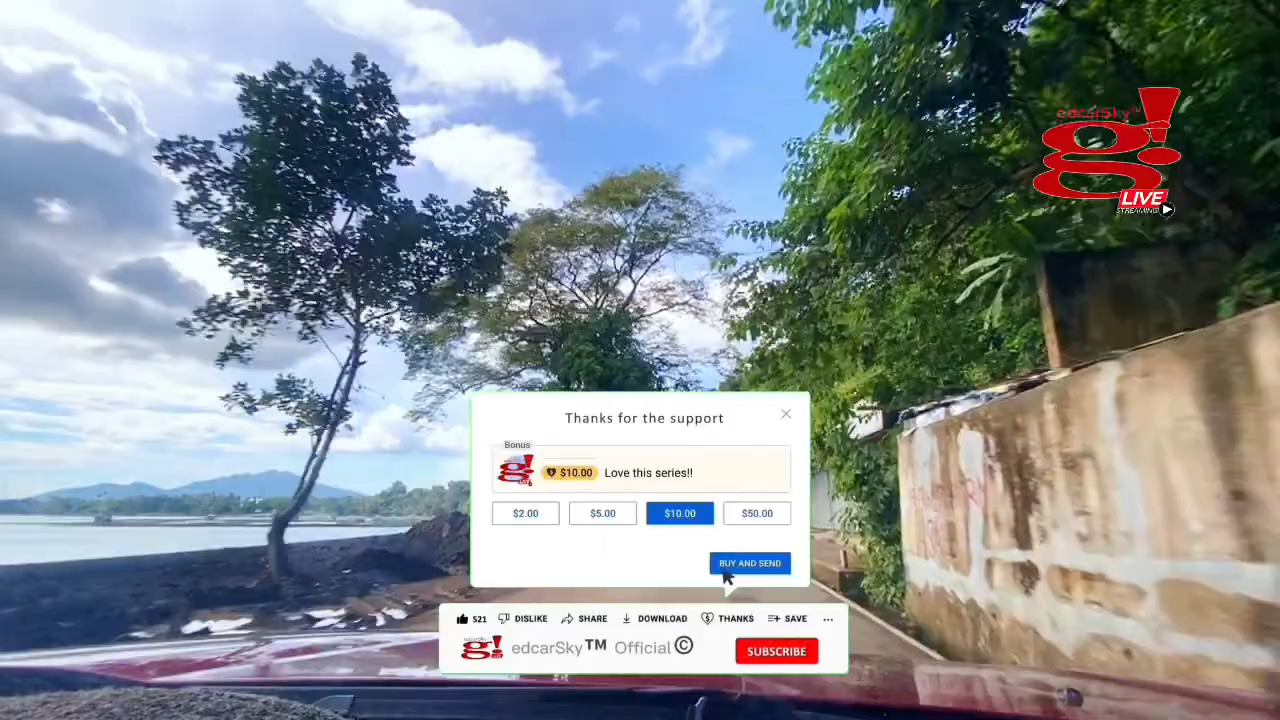 edcarSky™
g!
LIVE
STREAMING
Thanks for the support
Bonus
$10.00 Love this series!!
$2.00 $5.00 $10.00 $50.00
BUY AND SEND
521 DISLIKE SHARE DOWNLOAD THANKS SAVE ...
g! edcarSky™ Official ©
SUBSCRIBE